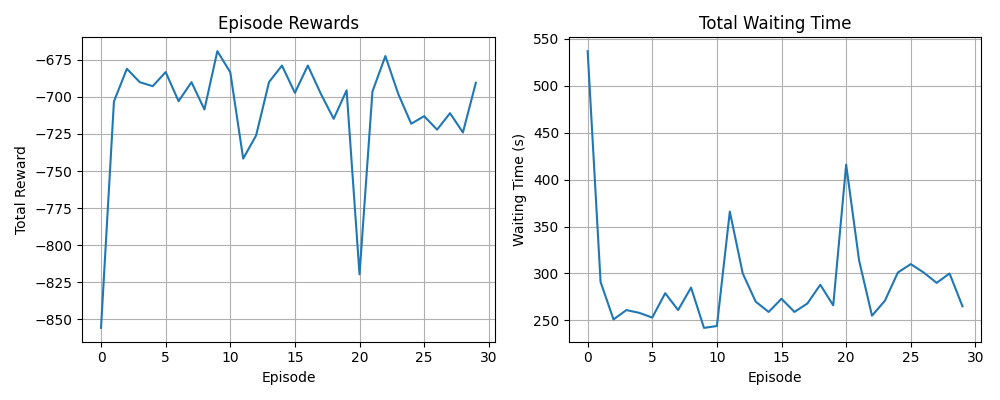 Episode Rewards
Total Reward
−675
−700
−725
−750
−775
−800
−825
−850
0 5 10 15 20 25 30
Episode
Total Waiting Time
Waiting Time (s)
550
500
450
400
350
300
250
0 5 10 15 20 25 30
Episode